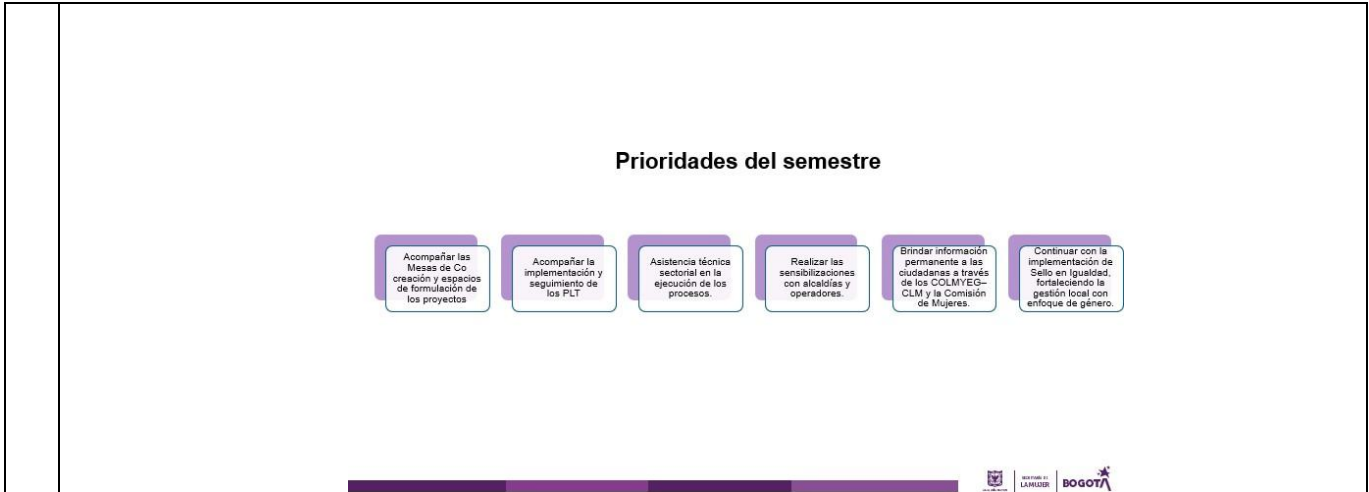 Prioridades del semestre
Acompañar las
Mesas de Co
creación y espacios
de formulación de
los proyectos
Acompañar la
implementación y
seguimiento de
los PLT
Asistencia técnica
sectorial en la
ejecución de los
procesos.
Realizar las
sensibilizaciones
con alcaldías y
operadores.
Brindar información
permanente a las
ciudadanas a través
de los COLMYEG–
CLM y la Comisión
de Mujeres.
Continuar con la
implementación de
Sello en Igualdad,
fortaleciendo la
gestión local con
enfoque de género.
LA MUJER
BOGOTÁ